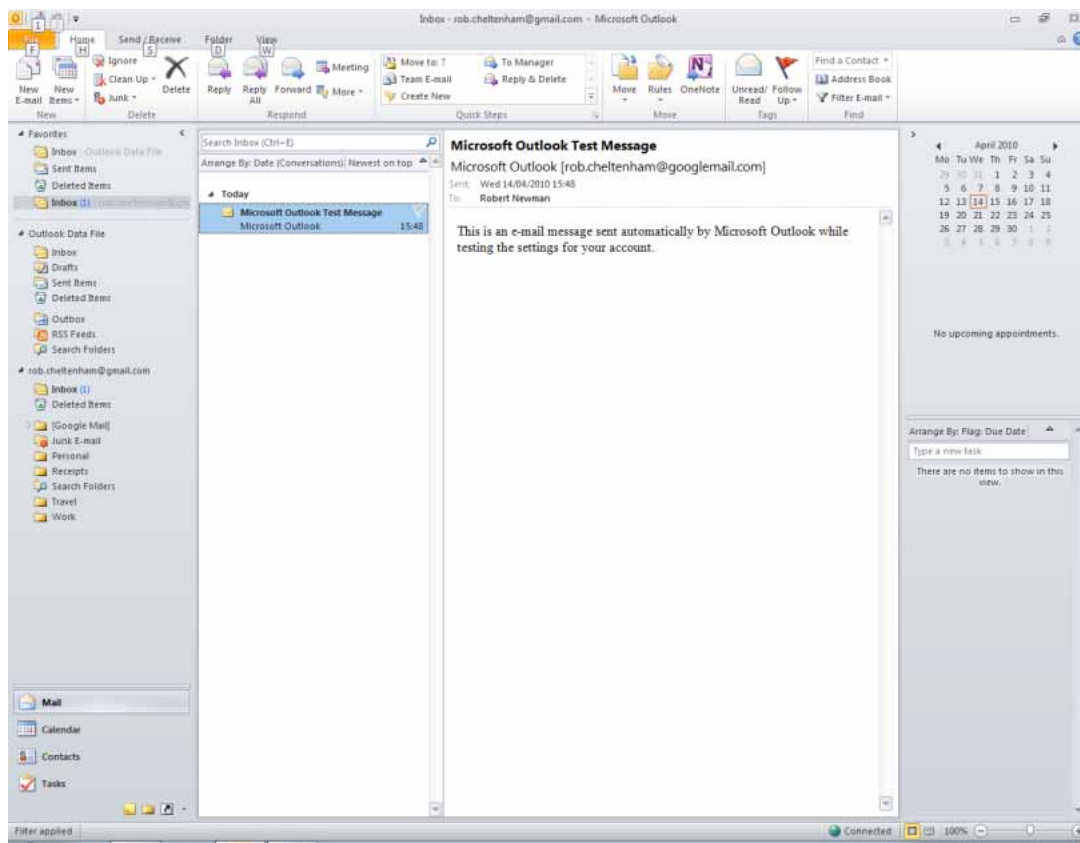 Inbox - rob.cheltenham@gmail.com - Microsoft Outlook
1
File Home Send / Receive Folder View
F H S D W
New E-mail
New Items
Ignore
Clean Up
Junk
Delete
Reply
Reply All
Forward
Meeting
More
Move to: ?
Team E-mail
Create New
To Manager
Reply & Delete
Move
Rules
OneNote
Unread/ Read
Follow Up
Find a Contact
Address Book
Filter E-mail
New Delete Respond Quick Steps Move Tags Find
Favorites
Inbox - Outlook Data File
Sent Items
Deleted Items
Inbox (1)
Outlook Data File
Inbox
Drafts
Sent Items
Deleted Items
Outbox
RSS Feeds
Search Folders
rob.cheltenham@gmail.com
Inbox (1)
Deleted Items
[Google Mail]
Junk E-mail
Personal
Receipts
Search Folders
Travel
Work
Mail
Calendar
Contacts
Tasks
Search Inbox (Ctrl+E)
Arrange By: Date (Conversations) Newest on top
Today
Microsoft Outlook Test Message
Microsoft Outlook 15:48
Microsoft Outlook Test Message
Microsoft Outlook [rob.cheltenham@googlemail.com]
Sent: Wed 14/04/2010 15:48
To: Robert Newman
This is an e-mail message sent automatically by Microsoft Outlook while
testing the settings for your account.
April 2010
Mo Tu We Th Fr Sa Su
29 30 31 1 2 3 4
5 6 7 8 9 10 11
12 13 14 15 16 17 18
19 20 21 22 23 24 25
26 27 28 29 30 1 2
3 4 5 6 7 8 9
No upcoming appointments.
Arrange By: Flag: Due Date
Type a new task
There are no items to show in this
view.
Filter applied
Connected
100%